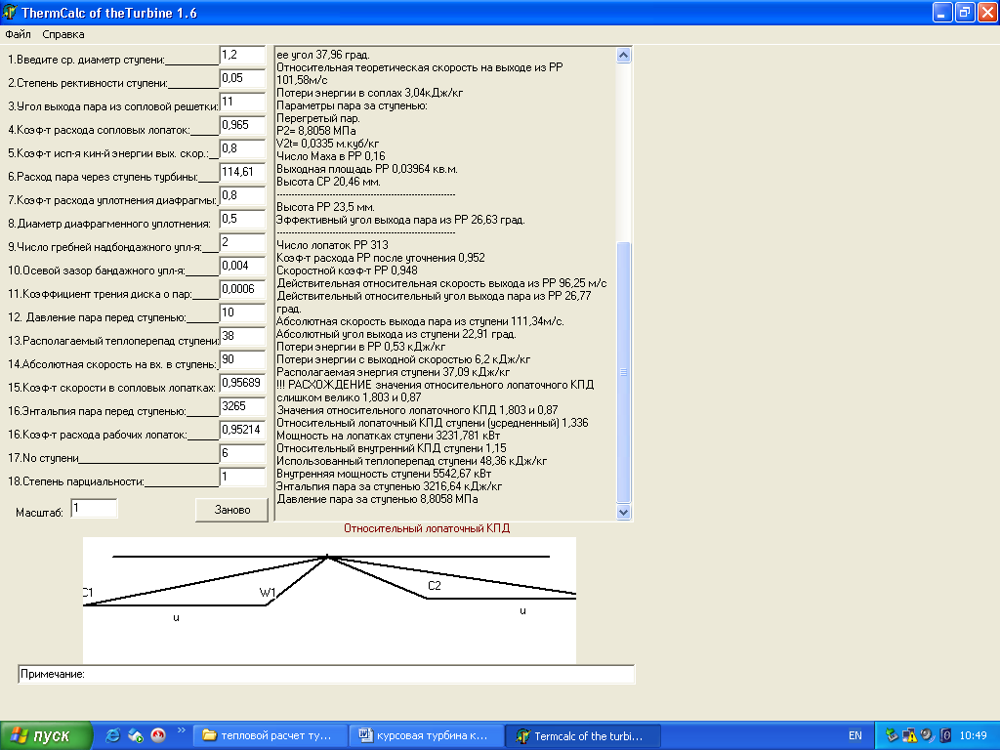 ThermCalc of theTurbine 1.6
Файл Справка
1.Введите ср. диаметр ступени: 1,2
2.Степень рективности ступени: 0,05
3.Угол выхода пара из сопловой решетки: 11
4.Коэф-т расхода сопловых лопаток: 0,965
5.Коэф-т исп-я кин-й энергии вых. скор.: 0,8
6.Расход пара через ступень турбины: 114,61
7.Коэф-т расхода уплотнения диафрагмы: 0,8
8.Диаметр диафрагменного уплотнения: 0,5
9.Число гребней надбондажного упл-я: 2
10.Осевой зазор бандажного упл-я: 0,004
11.Коэффициент трения диска о пар: 0,0006
12. Давление пара перед ступенью: 10
13.Располагаемый теплоперепад ступени: 38
14.Абсолютная скорость на вх. в ступень: 90
15.Коэф-т скорости в сопловых лопатках: 0,95689
16.Энтальпия пара перед ступенью: 3265
16.Коэф-т расхода рабочих лопаток: 0,95214
17.No ступени 6
18.Степень парциальности: 1
Масштаб: 1
Заново
ее угол 37,96 град.
Относительная теоретическая скорость на выходе из РР
101,58м/с
Потери энергии в соплах 3,04кДж/кг
Параметры пара за ступенью:
Перегретый пар.
P2= 8,8058 МПа
V2t= 0,0335 м.куб/кг
Число Маха в РР 0,16
Выходная площадь РР 0,03964 кв.м.
Высота СР 20,46 мм.
------------------------------------------------------------
Высота РР 23,5 мм.
Эффективный угол выхода пара из РР 26,63 град.
------------------------------------------------------------
Число лопаток РР 313
Коэф-т расхода РР после уточнения 0,952
Скоростной коэф-т РР 0,948
Действительная относительная скорость выхода из РР 96,25 м/с
Действительный относительный угол выхода пара из РР 26,77
град.
Абсолютная скорость выхода пара из ступени 111,34м/с.
Абсолютный угол выхода из ступени 22,91 град.
Потери энергии в РР 0,53 кДж/кг
Потери энергии с выходной скоростью 6,2 кДж/кг
Располагаемая энергия ступени 37,09 кДж/кг
!!! РАСХОЖДЕНИЕ значения относительного лопаточного КПД
слишком велико 1,803 и 0,87
Значения относительного лопаточного КПД 1,803 и 0,87
Относительный лопаточный КПД ступени (усредненный) 1,336
Мощность на лопатках ступени 3231,781 кВт
Относительный внутренний КПД ступени 1,15
Использованный теплоперепад ступени 48,36 кДж/кг
Внутренняя мощность ступени 5542,67 кВт
Энтальпия пара за ступенью 3216,64 кДж/кг
Давление пара за ступенью 8,8058 МПа
Относительный лопаточный КПД
C1 W1 C2
u u
Примечание:
пуск » тепловой расчет ту... курсовая турбина к... Termcalc of the turbi... EN 10:49